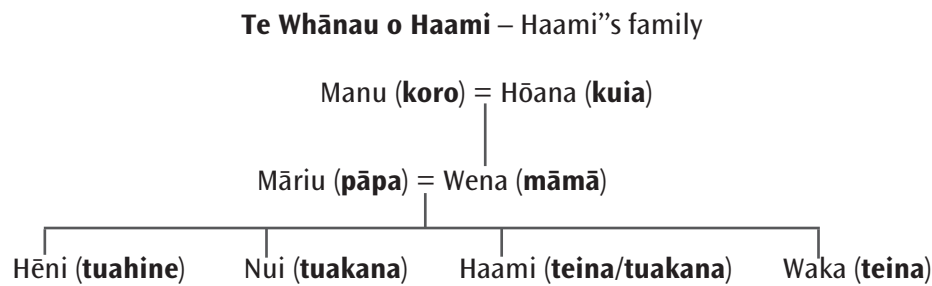 Te Whānau o Haami – Haami’’s family
Manu (koro) = Hōana (kuia)
Māriu (pāpa) = Wena (māmā)
Hēni (tuahine) Nui (tuakana) Haami (teina/tuakana) Waka (teina)